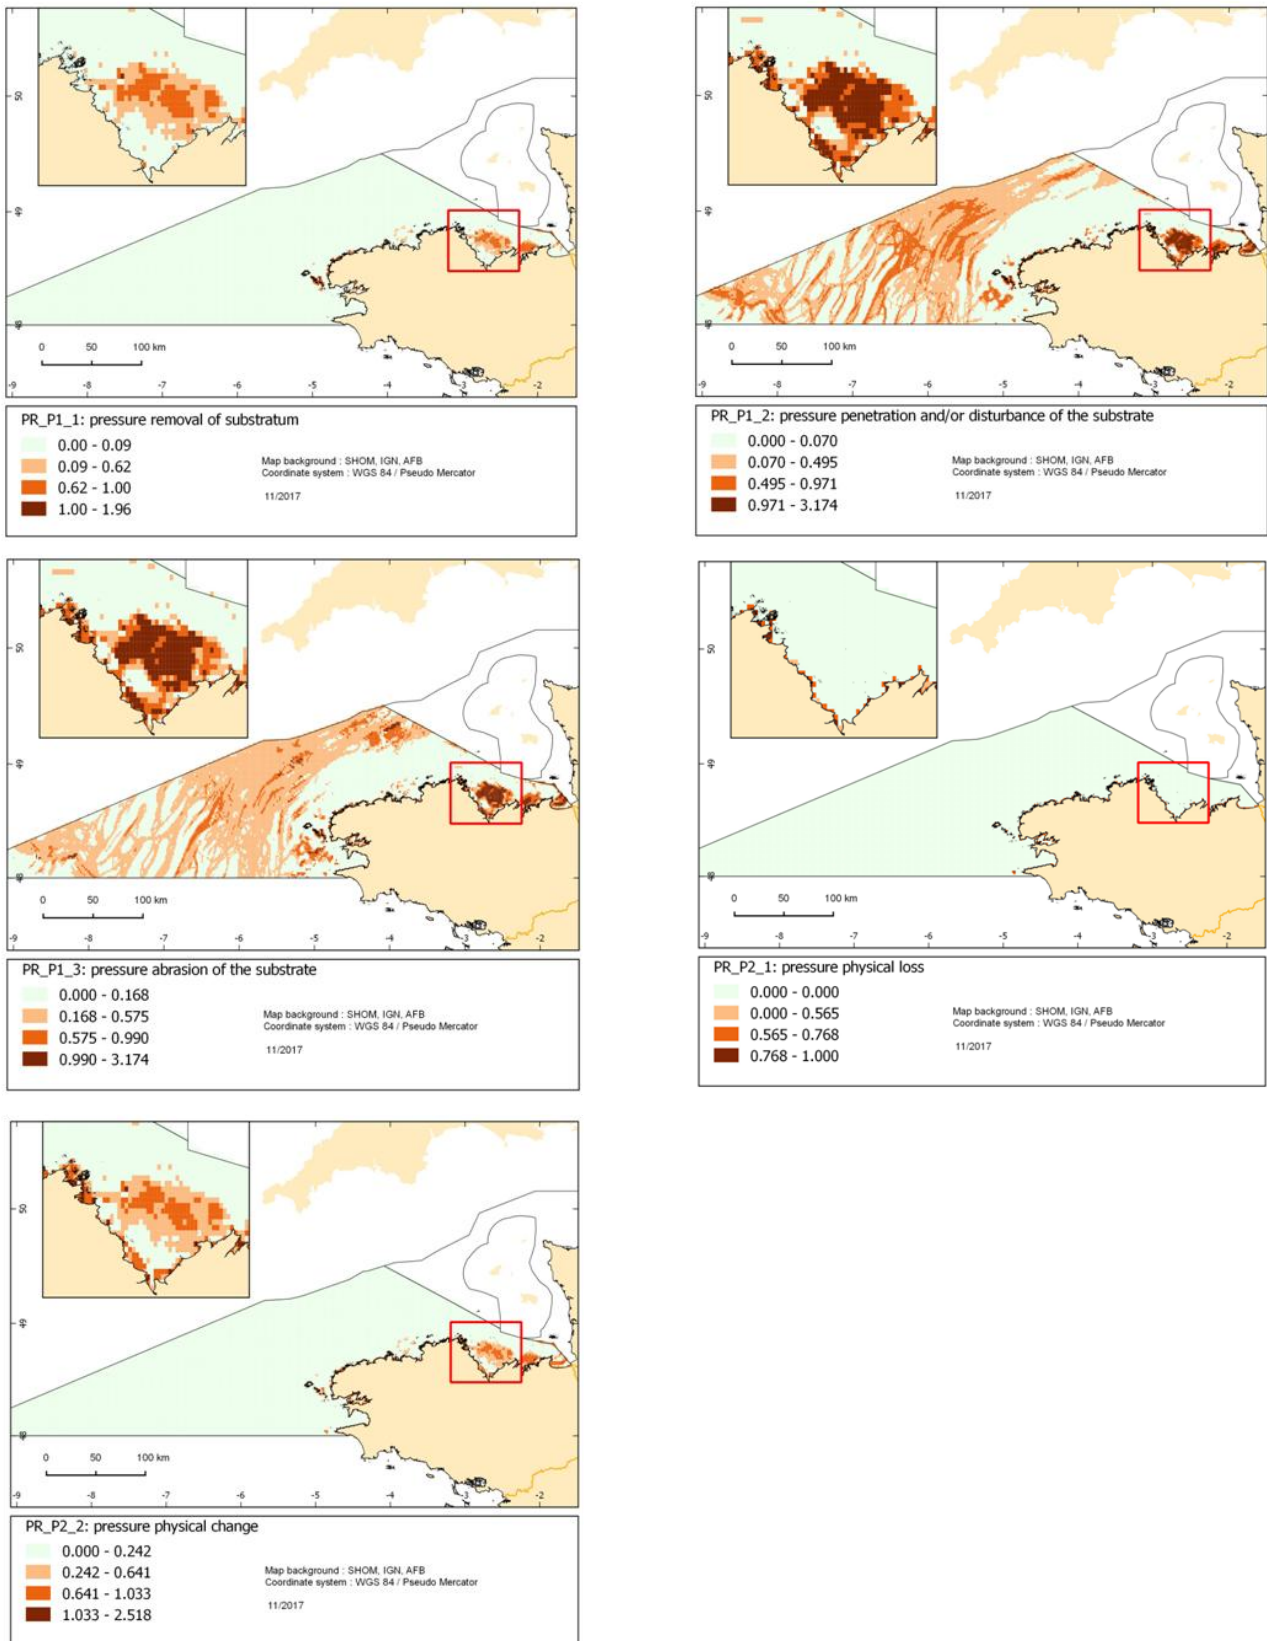 50
49
48
0 50 100 km
-9 -8 -7 -6 -5 -4 -3 -2
PR_P1_1: pressure removal of substratum
0.00 - 0.09
0.09 - 0.62
0.62 - 1.00
1.00 - 1.96
Map background : SHOM, IGN, AFB
Coordinate system : WGS 84 / Pseudo Mercator
11/2017
50
49
48
0 50 100 km
-9 -8 -7 -6 -5 -4 -3 -2
PR_P1_2: pressure penetration and/or disturbance of the substrate
0.000 - 0.070
0.070 - 0.495
0.495 - 0.971
0.971 - 3.174
Map background : SHOM, IGN, AFB
Coordinate system : WGS 84 / Pseudo Mercator
11/2017
50
49
48
0 50 100 km
-9 -8 -7 -6 -5 -4 -3 -2
PR_P1_3: pressure abrasion of the substrate
0.000 - 0.168
0.168 - 0.575
0.575 - 0.990
0.990 - 3.174
Map background : SHOM, IGN, AFB
Coordinate system : WGS 84 / Pseudo Mercator
11/2017
50
49
48
0 50 100 km
-9 -8 -7 -6 -5 -4 -3 -2
PR_P2_1: pressure physical loss
0.000 - 0.000
0.000 - 0.565
0.565 - 0.768
0.768 - 1.000
Map background : SHOM, IGN, AFB
Coordinate system : WGS 84 / Pseudo Mercator
11/2017
50
49
48
0 50 100 km
-9 -8 -7 -6 -5 -4 -3 -2
PR_P2_2: pressure physical change
0.000 - 0.242
0.242 - 0.641
0.641 - 1.033
1.033 - 2.518
Map background : SHOM, IGN, AFB
Coordinate system : WGS 84 / Pseudo Mercator
11/2017